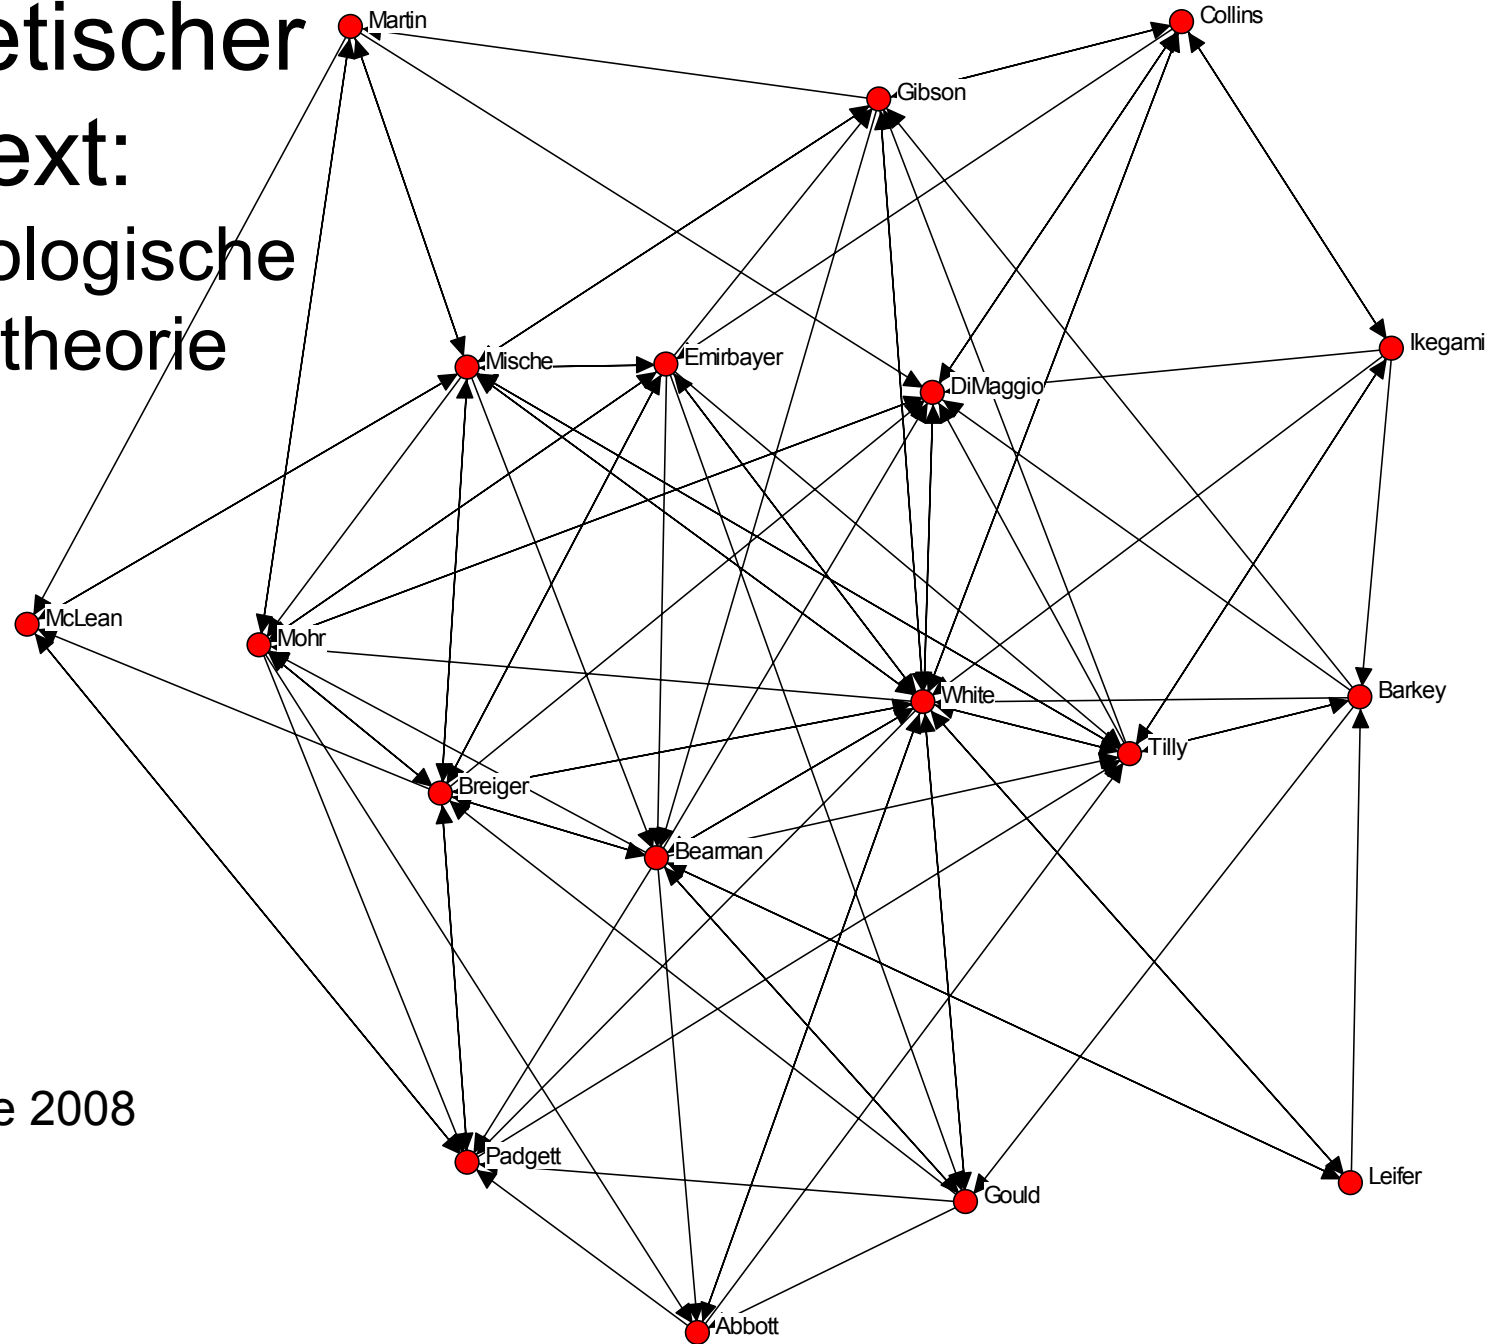 etischer
Martin
Collins
Gibson
ext:
ologische
theorie
Ikegami
Mische
Emirbayer
DiMaggio
McLean
Mohr
White
Barkey
Tilly
Breiger
Bearman
e 2008
Padgett
Leifer
Gould
Abbott